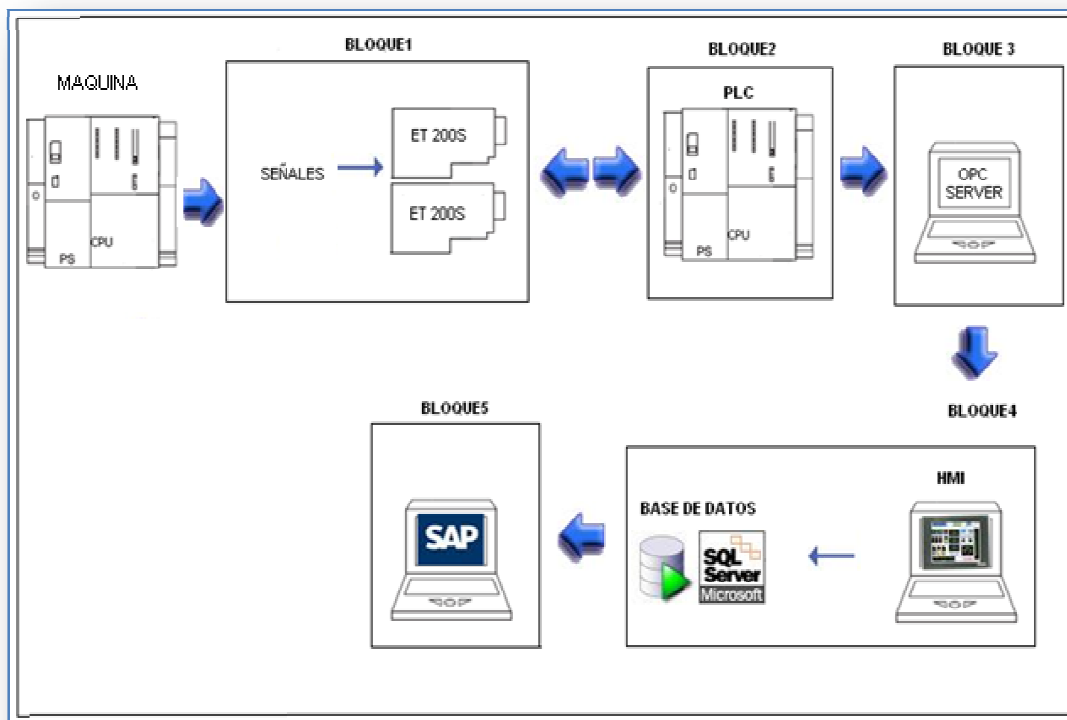 BLOQUE1
BLOQUE2
BLOQUE 3
MAQUINA
PS
CPU
SEÑALES
ET 200S
ET 200S
PLC
PS
CPU
OPC
SERVER
BLOQUE5
BLOQUE4
SAP
BASE DE DATOS
SQL
Server
Microsoft
HMI